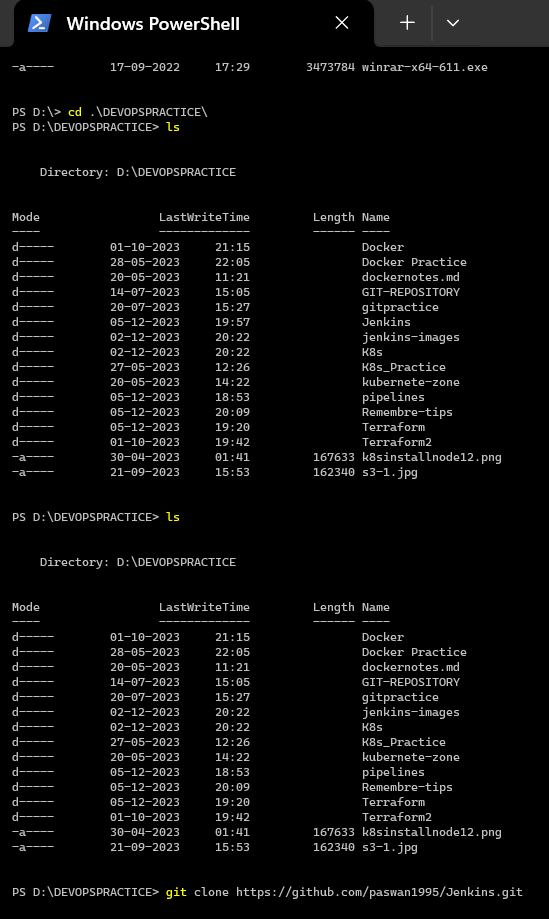 Windows PowerShell
-a----        17-09-2022     17:29        3473784 winrar-x64-611.exe
PS D:\> cd .\DEVOPSPRACTICE\
PS D:\DEVOPSPRACTICE> ls
    Directory: D:\DEVOPSPRACTICE
Mode                 LastWriteTime         Length Name
----                 -------------         ------ ----
d-----        01-10-2023     21:15                Docker
d-----        28-05-2023     22:05                Docker Practice
d-----        20-05-2023     11:21                dockernotes.md
d-----        14-07-2023     15:05                GIT-REPOSITORY
d-----        20-07-2023     15:27                gitpractice
d-----        05-12-2023     19:57                Jenkins
d-----        02-12-2023     20:22                jenkins-images
d-----        02-12-2023     20:22                K8s
d-----        27-05-2023     12:26                K8s_Practice
d-----        20-05-2023     14:22                kubernete-zone
d-----        05-12-2023     18:53                pipelines
d-----        05-12-2023     20:09                Remembre-tips
d-----        05-12-2023     19:20                Terraform
d-----        01-10-2023     19:42                Terraform2
-a----        30-04-2023     01:41         167633 k8sinstallnode12.png
-a----        21-09-2023     15:53         162340 s3-1.jpg
PS D:\DEVOPSPRACTICE> ls
    Directory: D:\DEVOPSPRACTICE
Mode                 LastWriteTime         Length Name
----                 -------------         ------ ----
d-----        01-10-2023     21:15                Docker
d-----        28-05-2023     22:05                Docker Practice
d-----        20-05-2023     11:21                dockernotes.md
d-----        14-07-2023     15:05                GIT-REPOSITORY
d-----        20-07-2023     15:27                gitpractice
d-----        02-12-2023     20:22                jenkins-images
d-----        02-12-2023     20:22                K8s
d-----        27-05-2023     12:26                K8s_Practice
d-----        20-05-2023     14:22                kubernete-zone
d-----        05-12-2023     18:53                pipelines
d-----        05-12-2023     20:09                Remembre-tips
d-----        05-12-2023     19:20                Terraform
d-----        01-10-2023     19:42                Terraform2
-a----        30-04-2023     01:41         167633 k8sinstallnode12.png
-a----        21-09-2023     15:53         162340 s3-1.jpg
PS D:\DEVOPSPRACTICE> git clone https://github.com/paswan1995/Jenkins.git